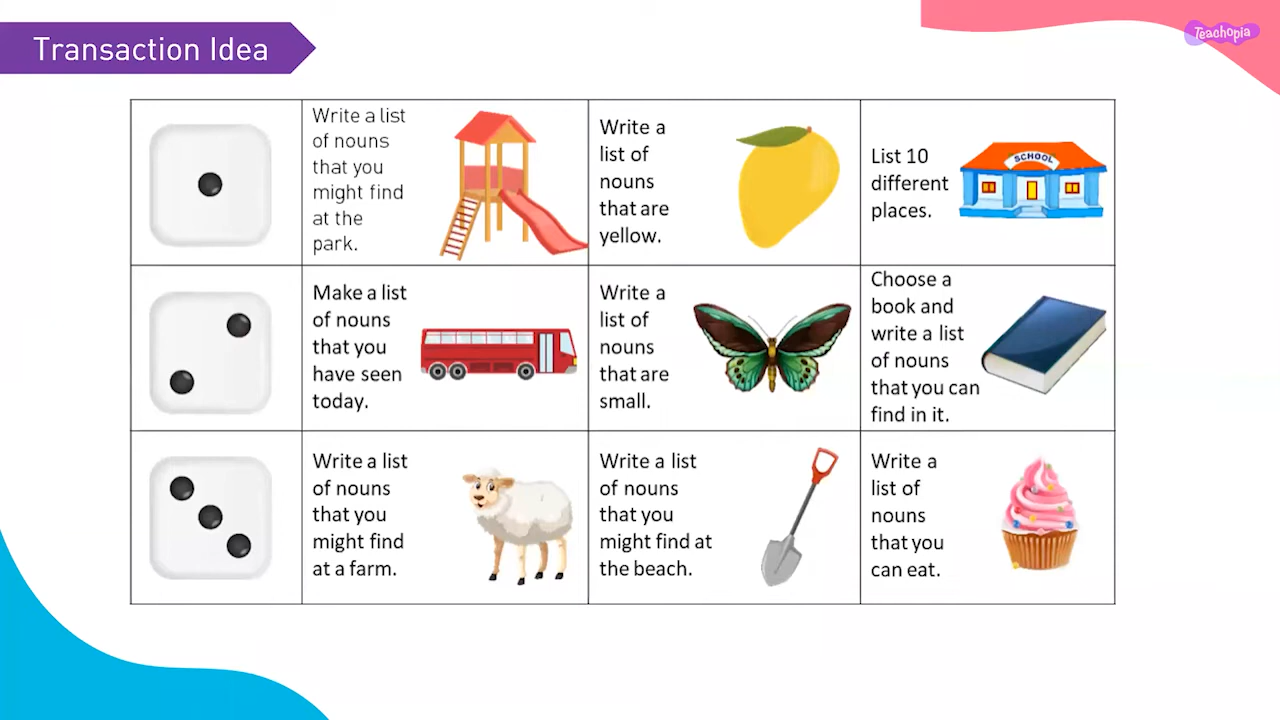 Transaction Idea
Teachopia
Write a list
of nouns
that you
might find
at the
park.
Write a
list of
nouns
that are
yellow.
List 10
different
places.
SCHOOL
Make a list
of nouns
that you
have seen
today.
Write a
list of
nouns
that are
small.
Choose a
book and
write a list
of nouns
that you can
find in it.
Write a list
of nouns
that you
might find
at a farm.
Write a list
of nouns
that you
might find at
the beach.
Write a
list of
nouns
that you
can eat.